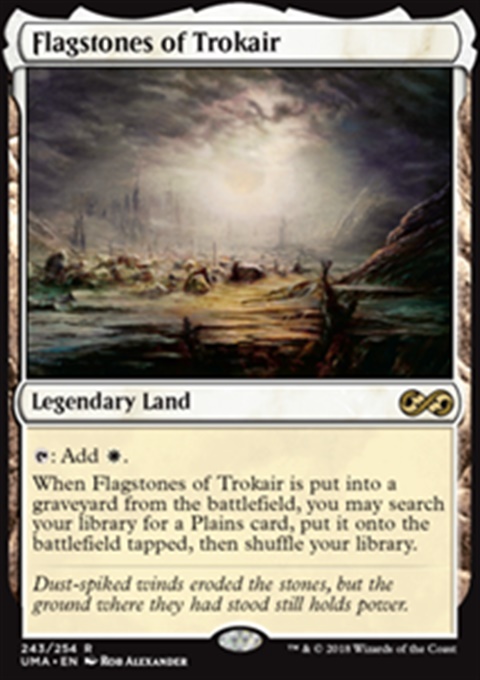 Flagstones of Trokair
Legendary Land
: Add .
When Flagstones of Trokair is put into a
graveyard from the battlefield, you may search
your library for a Plains card, put it onto the
battlefield tapped, then shuffle your library.
Dust-spiked winds eroded the stones, but the
ground where they had stood still holds power.
243/254 R
UMA • EN Rob Alexander
™ & © 2018 Wizards of the Coast